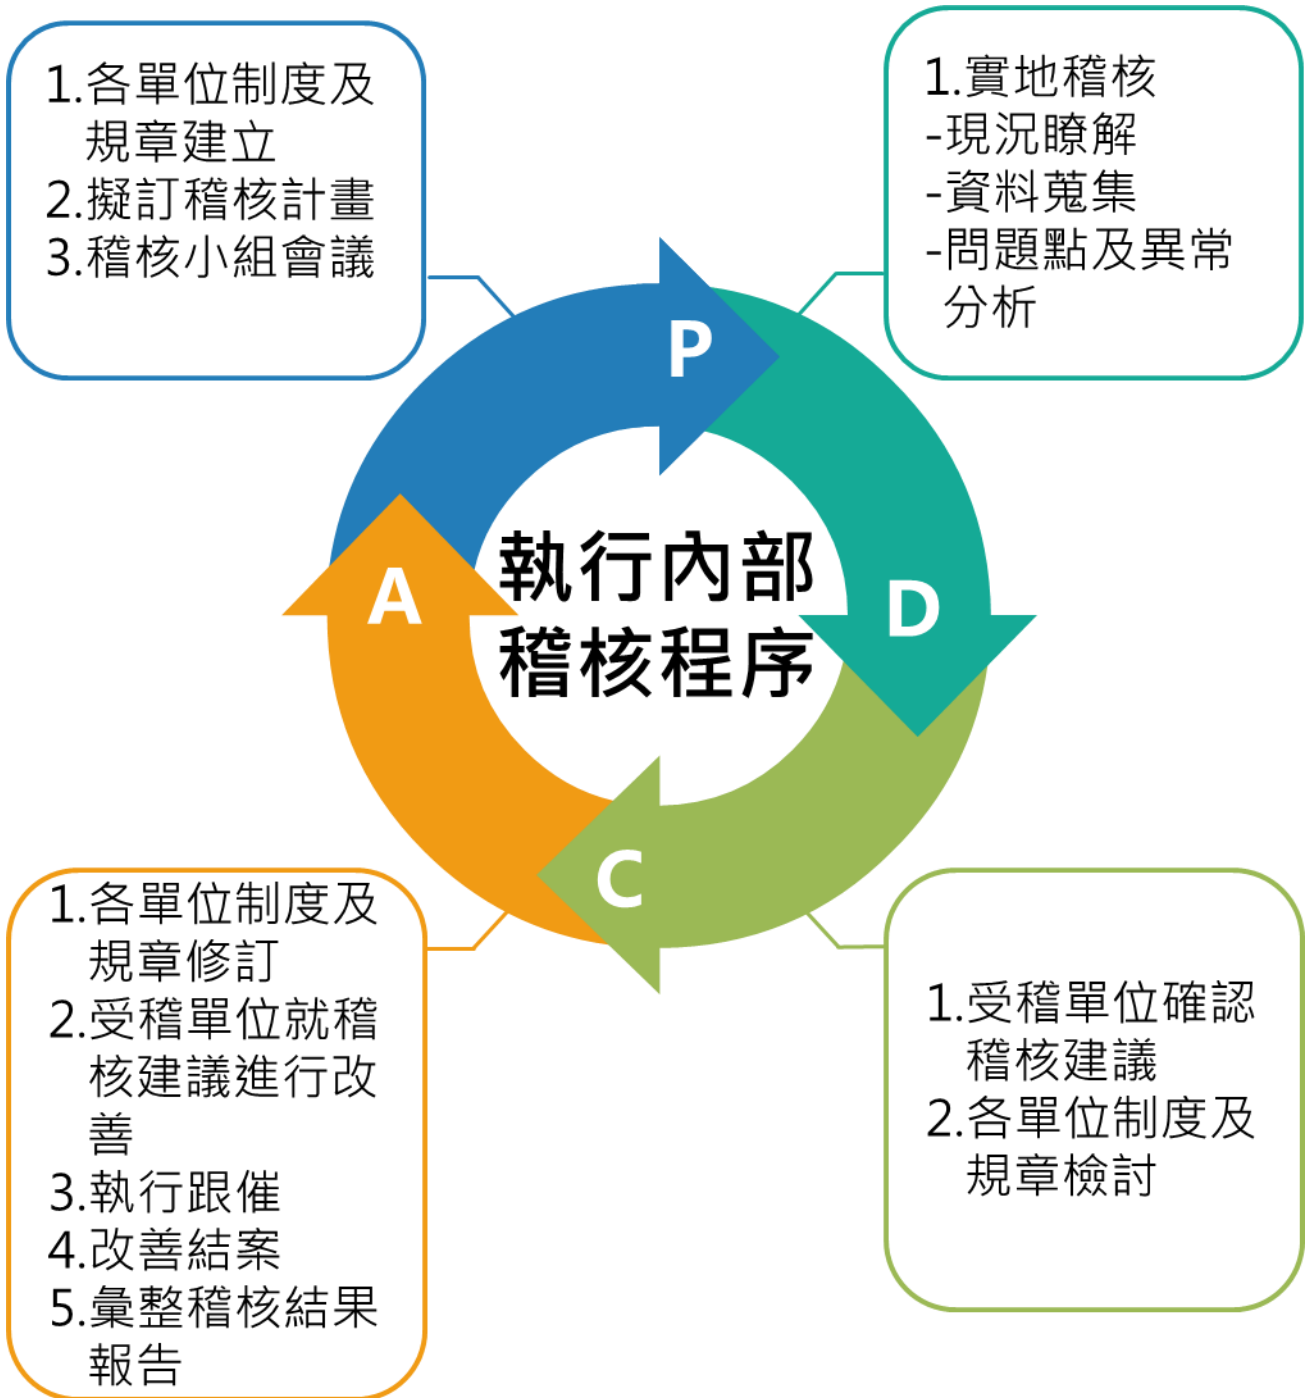 1.各單位制度及
規章建立
2.擬訂稽核計畫
3.稽核小組會議
1.實地稽核
-現況瞭解
-資料蒐集
-問題點及異常
分析
P
D
C
A
執行內部
稽核程序
1.各單位制度及
規章修訂
2.受稽單位就稽
核建議進行改
善
3.執行跟催
4.改善結案
5.彙整稽核結果
報告
1.受稽單位確認
稽核建議
2.各單位制度及
規章檢討